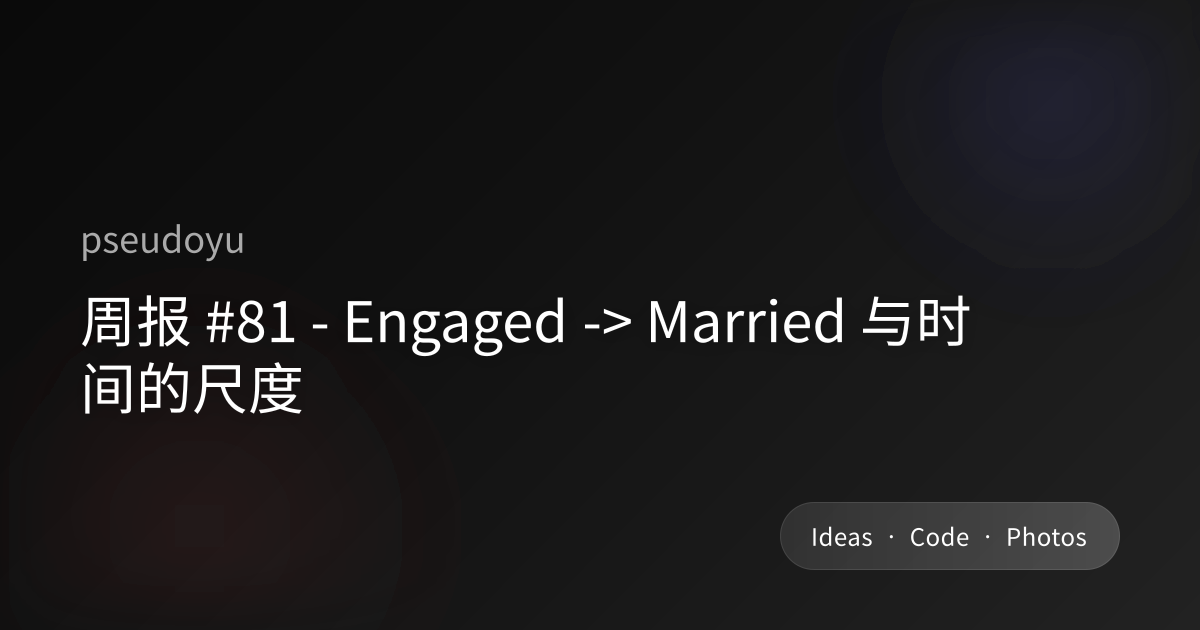 pseudoyu
周报 #81 - Engaged -> Married 与时
间的尺度
Ideas · Code · Photos